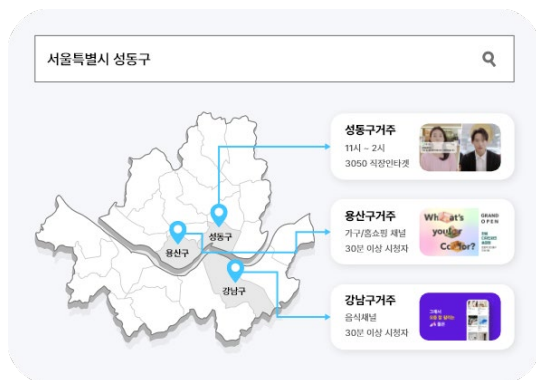 서울특별시 성동구
성동구거주
11시 ~ 2시
3050 직장인타겟
용산구거주
가구/홈쇼핑 채널
30분 이상 시청자
What's
your
Color?
GRAND
OPEN
강남구거주
음식채널
30분 이상 시청자
성동구
용산구
강남구